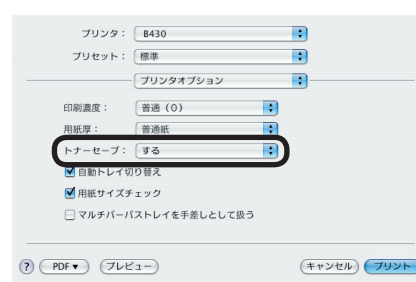 プリンタ： B430
プリセット： 標準
プリンタオプション
印刷濃度： 普通（0）
用紙厚： 普通紙
トナーセーブ： する
自動トレイ切り替え
用紙サイズチェック
マルチパーパストレイを手差しとして扱う
? PDF▼ プレビュー キャンセル プリント